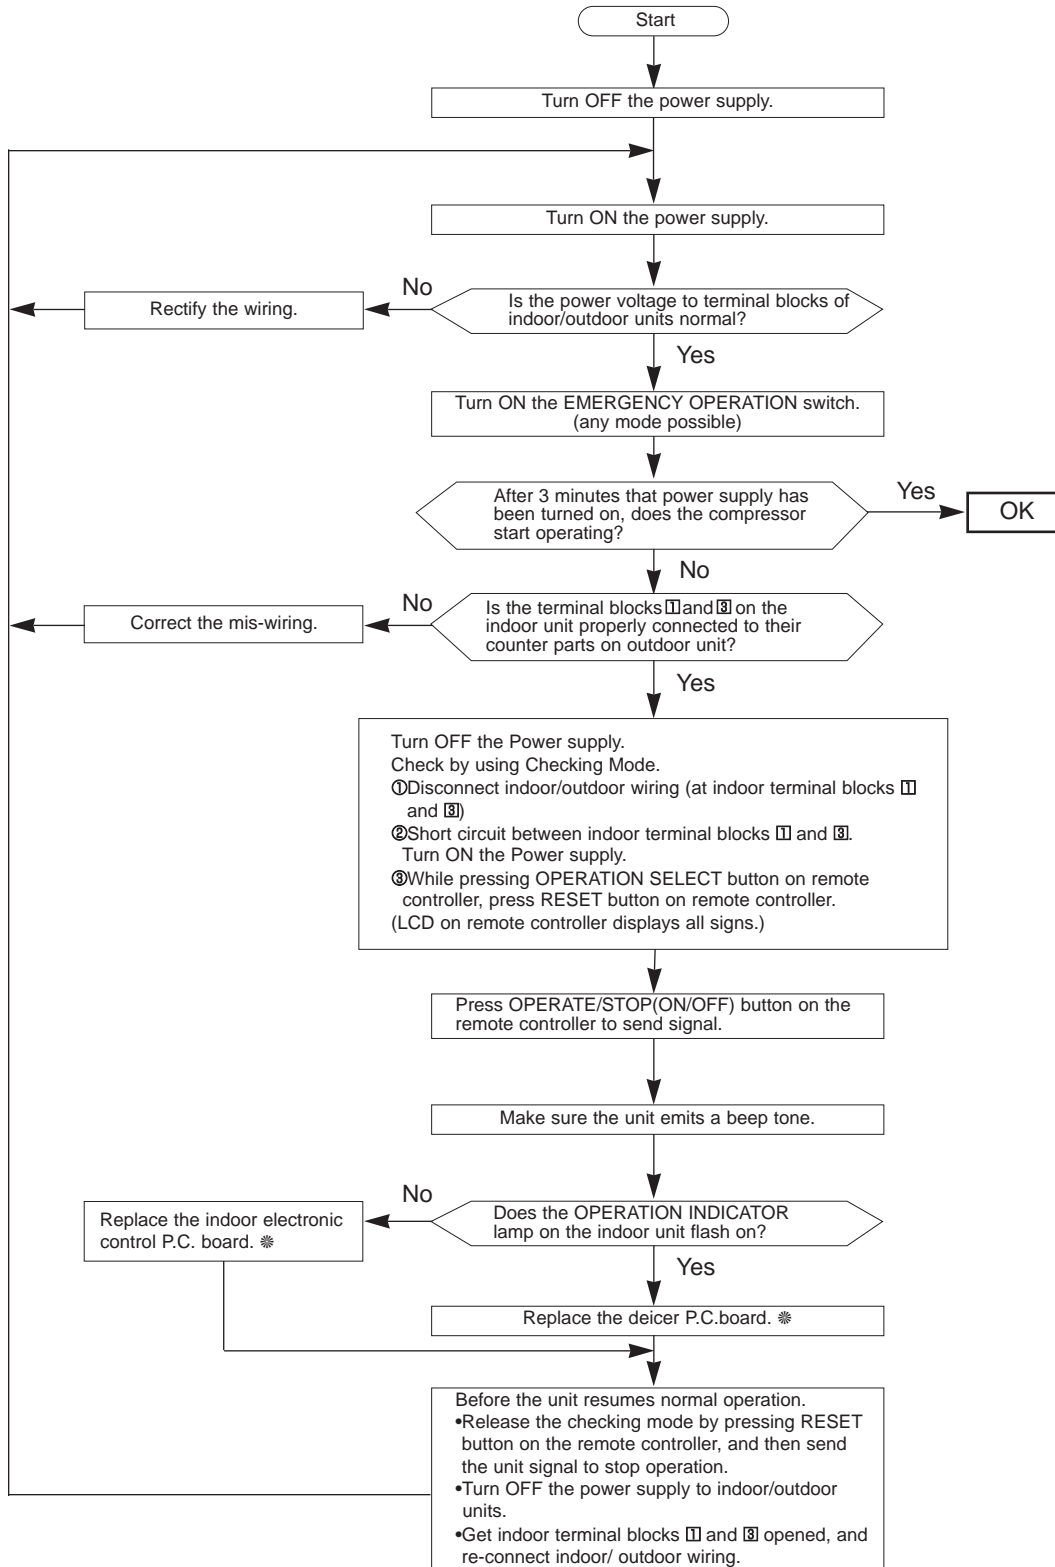 Start
Turn OFF the power supply.
Turn ON the power supply.
No
Rectify the wiring.
Is the power voltage to terminal blocks of
indoor/outdoor units normal?
Yes
Turn ON the EMERGENCY OPERATION switch.
(any mode possible)
After 3 minutes that power supply has
been turned on, does the compressor
start operating?
Yes
OK
No
No
Correct the mis-wiring.
Is the terminal blocks 1 and 3 on the
indoor unit properly connected to their
counter parts on outdoor unit?
Yes
Turn OFF the Power supply.
Check by using Checking Mode.
①Disconnect indoor/outdoor wiring (at indoor terminal blocks 1
and 3)
②Short circuit between indoor terminal blocks 1 and 3.
Turn ON the Power supply.
③While pressing OPERATION SELECT button on remote
controller, press RESET button on remote controller.
(LCD on remote controller displays all signs.)
Press OPERATE/STOP(ON/OFF) button on the
remote controller to send signal.
Make sure the unit emits a beep tone.
No
Replace the indoor electronic
control P.C. board. ❊
Does the OPERATION INDICATOR
lamp on the indoor unit flash on?
Yes
Replace the deicer P.C.board. ❊
Before the unit resumes normal operation.
•Release the checking mode by pressing RESET
button on the remote controller, and then send
the unit signal to stop operation.
•Turn OFF the power supply to indoor/outdoor
units.
•Get indoor terminal blocks 1 and 3 opened, and
re-connect indoor/ outdoor wiring.